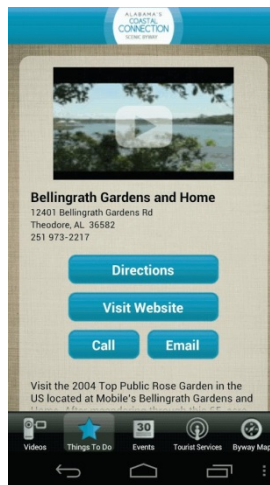 ALABAMA'S
COASTAL
CONNECTION
SCENIC BYWAY
Bellingrath Gardens and Home
12401 Bellingrath Gardens Rd
Theodore, AL 36582
251 973-2217
Directions
Visit Website
Call Email
Visit the 2004 Top Public Rose Garden in the
US located at Mobile's Bellingrath Gardens and
30
Videos Things To Do Events Tourist Services Byway Map